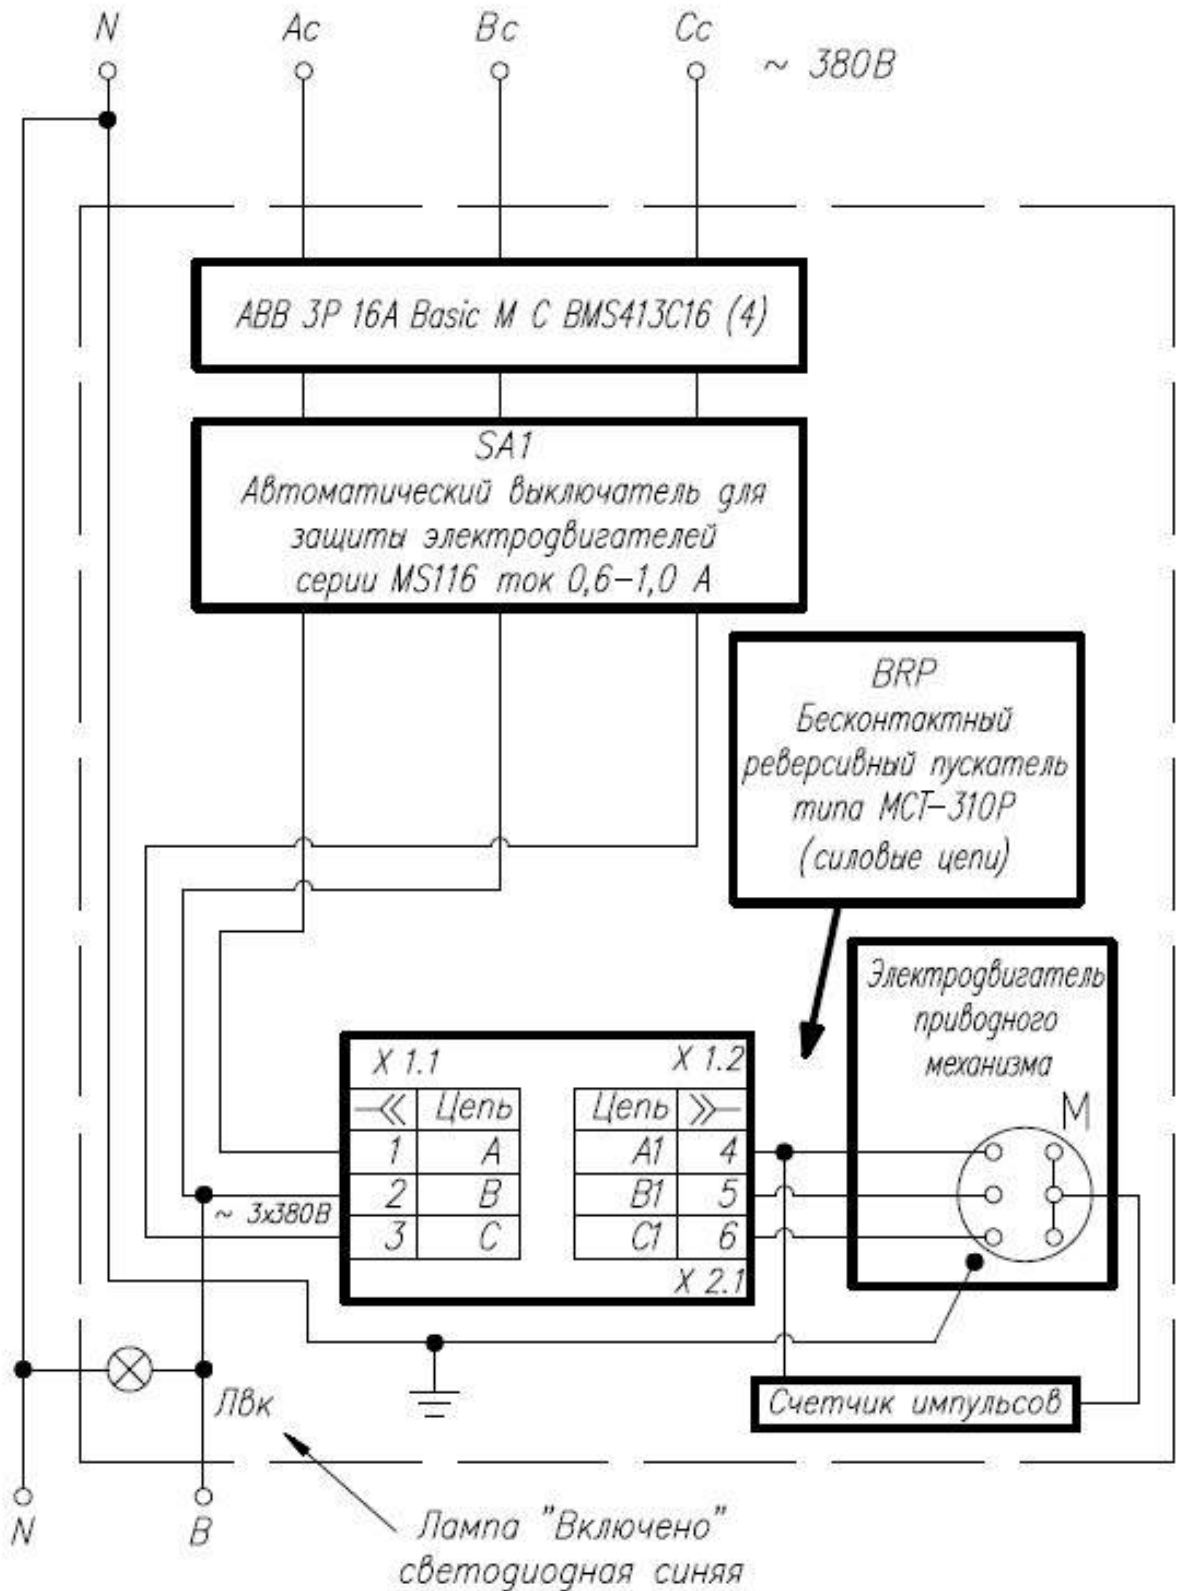 N Ac Bc Cc
~ 380В
ABB 3P 16A Basic M C BMS413C16 (4)
SA1
Автоматический выключатель для
защиты электродвигателей
серии MS116 ток 0,6-1,0 А
BRP
Бесконтактный
реверсивный пускатель
типа МСТ-310Р
(силовые цепи)
Электродвигатель
приводного
механизма
M
X 1.1 X 1.2
Цепь Цепь
1 A A1 4
2 B B1 5
3 C C1 6
X 2.1
~ 3x380В
Лвк
Счетчик импульсов
N B
Лампа "Включено"
светодиодная синяя